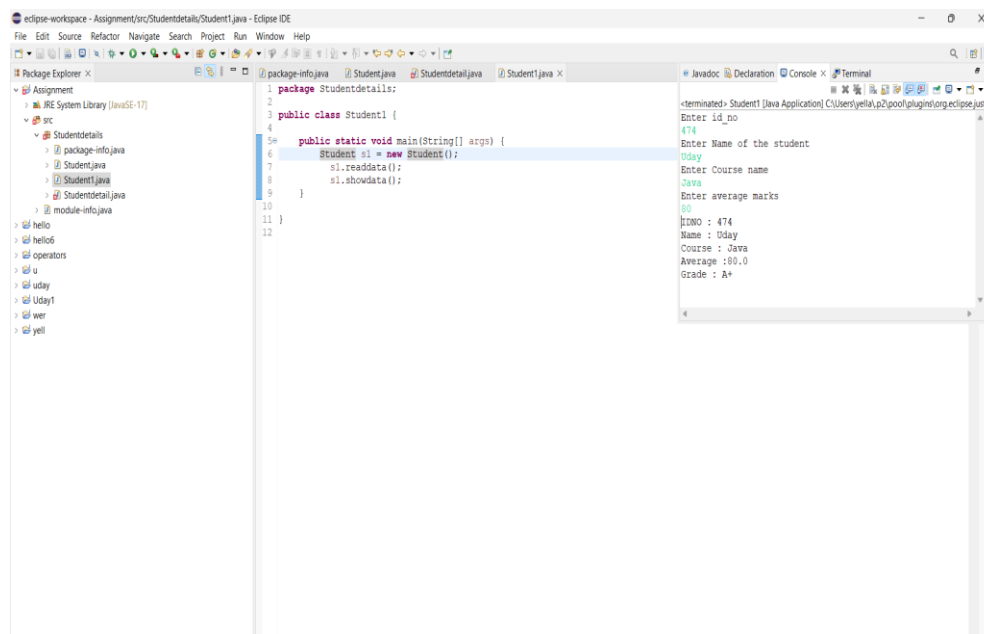 eclipse-workspace - Assignment/src/Studentdetails/Student1.java - Eclipse IDE
File Edit Source Refactor Navigate Search Project Run Window Help
Package Explorer
Assignment
JRE System Library [JavaSE-17]
src
Studentdetails
package-info.java
Student.java
Student1.java
Studentdetail.java
module-info.java
hello
hello6
operators
u
uday
Uday1
wer
yell
package-info.java Student.java Studentdetail.java Student1.java
1 package Studentdetails;
2
3 public class Student1 {
4
5 public static void main(String[] args) {
6 Student s1 = new Student();
7 s1.readdata();
8 s1.showdata();
9 }
10
11 }
12
Javadoc Declaration Console Terminal
<terminated> Student1 [Java Application] C:\Users\yella\.p2\pool\plugins\org.eclipse.jus
Enter id_no
474
Enter Name of the student
Uday
Enter Course name
Java
Enter average marks
80
IDNO : 474
Name : Uday
Course : Java
Average :80.0
Grade : A+